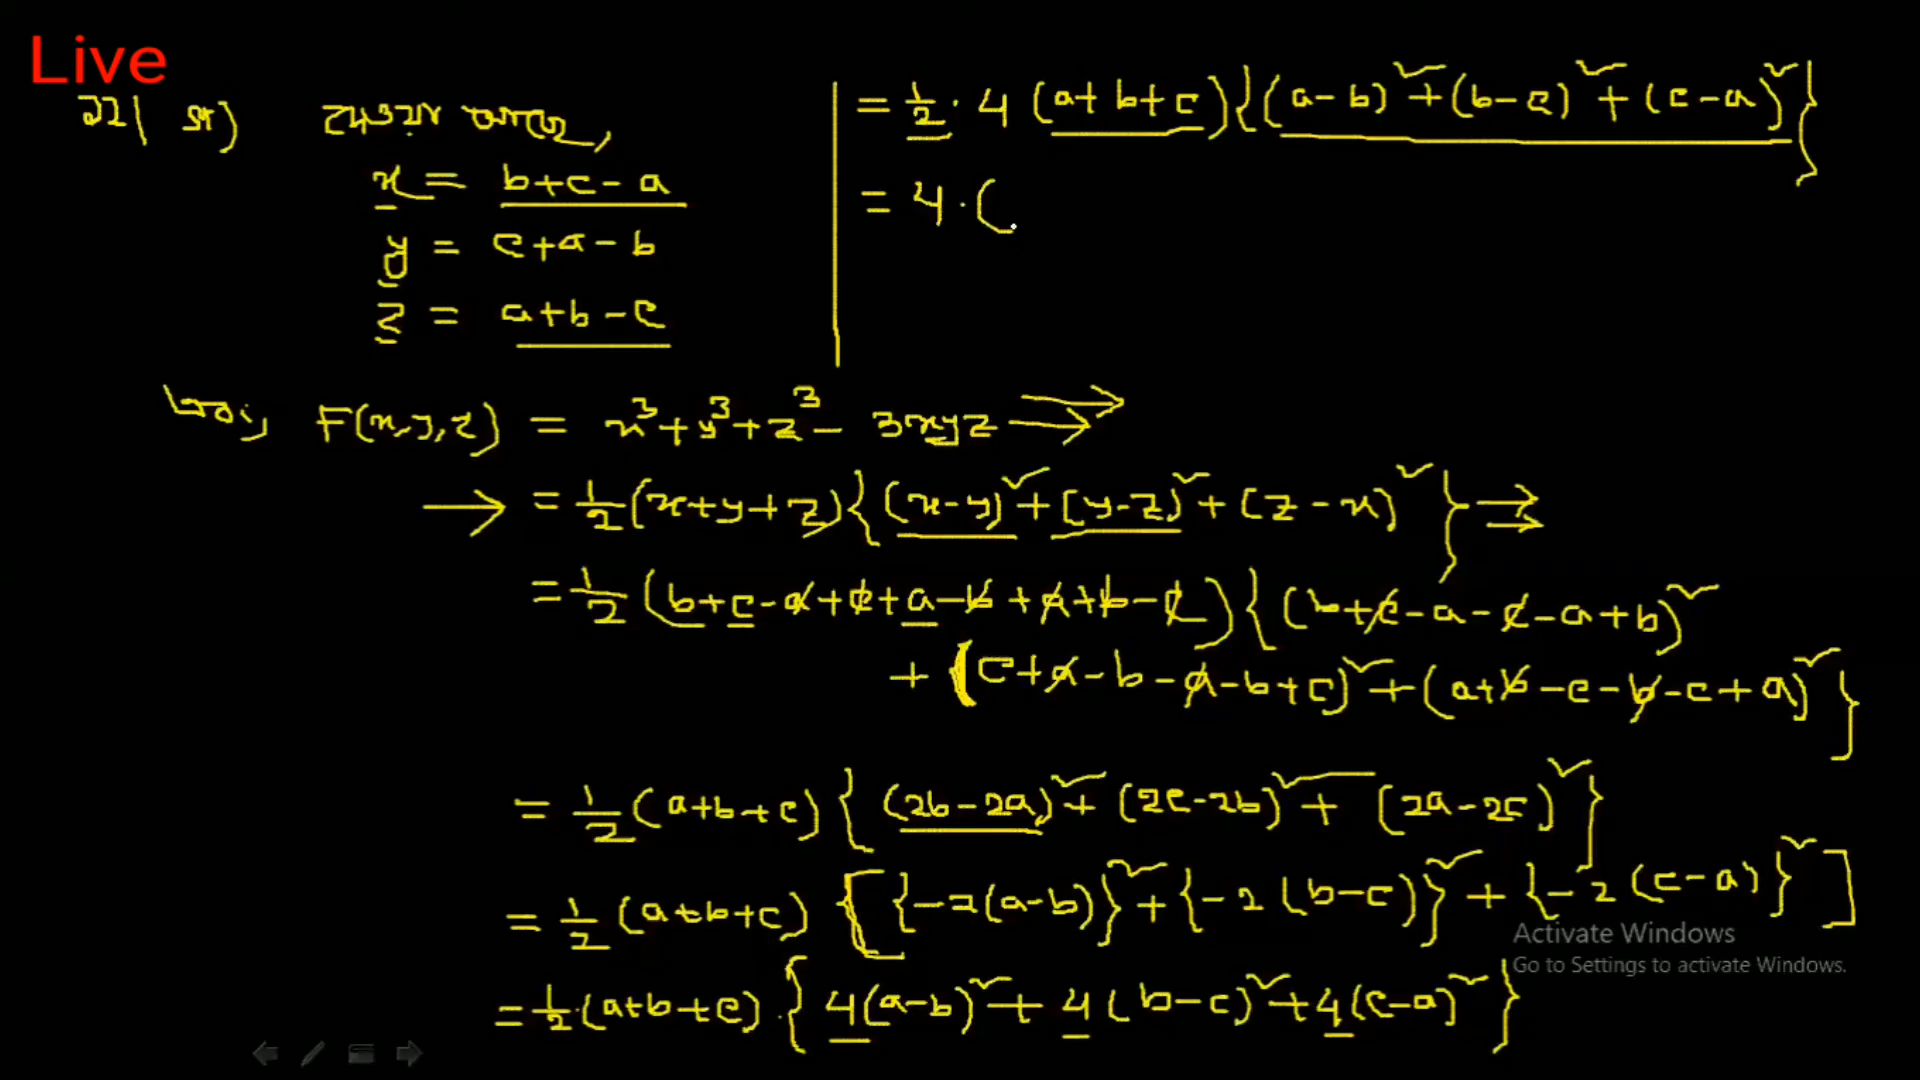 Live
২২| গ) দেওয়া আছে,
x = b+c-a
y = c+a-b
z = a+b-c
F(x,y,z) = x³+y³+z³- 3xyz
= 1/2 (x+y+z){(x-y)²+(y-z)²+(z-x)²}
= 1/2 (b+c-a+c+a-b+a+b-c){(b+c-a-c-a+b)²
+ (c+a-b-a-b+c)²+(a+b-c-b-c+a)²}
= 1/2 (a+b+c){(2b-2a)²+(2c-2b)²+(2a-2c)²}
= 1/2 (a+b+c)[{-2(a-b)}²+{-2(b-c)}²+{-2(c-a)}²]
= 1/2·(a+b+c)·{4(a-b)²+4(b-c)²+4(c-a)²}
= 1/2·4(a+b+c){(a-b)²+(b-c)²+(c-a)²}
= 4·(
Activate Windows
Go to Settings to activate Windows.